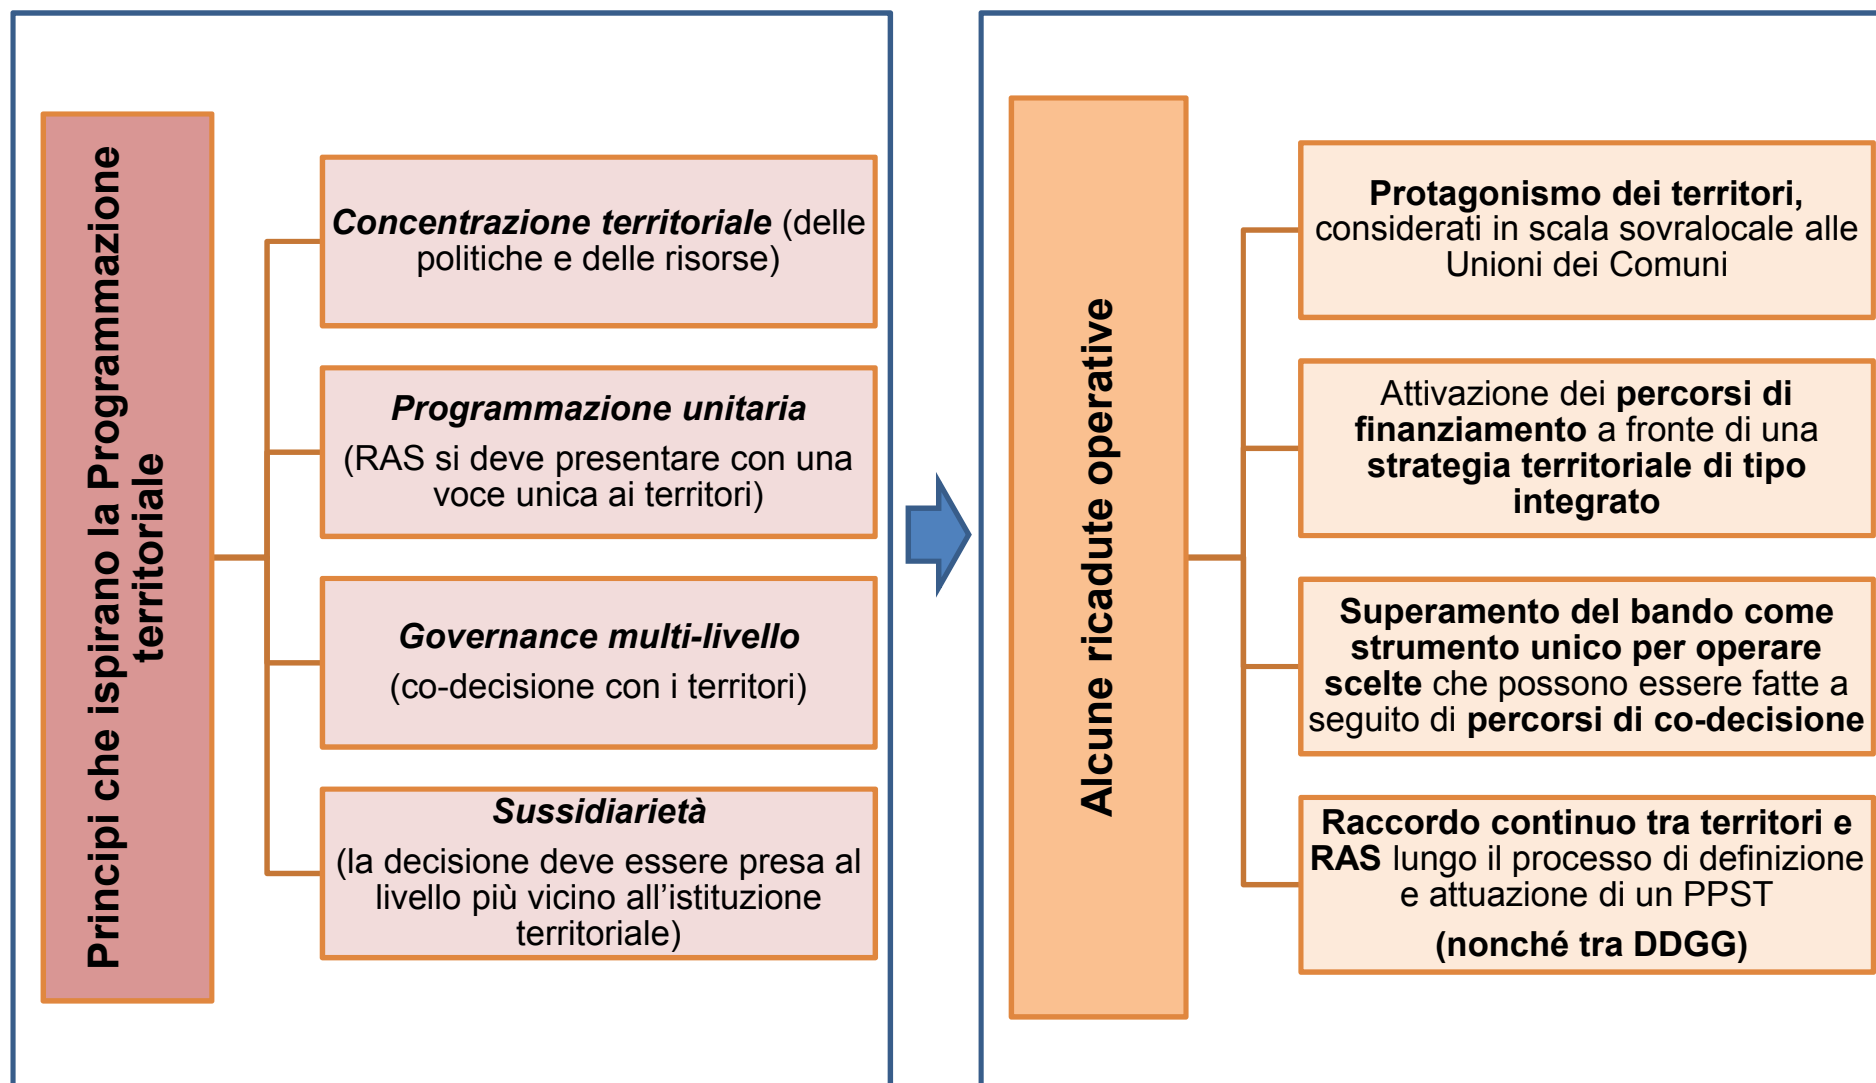 Principi che ispirano la Programmazione
territoriale
Concentrazione territoriale (delle
politiche e delle risorse)
Programmazione unitaria
(RAS si deve presentare con una
voce unica ai territori)
Governance multi-livello
(co-decisione con i territori)
Sussidiarietà
(la decisione deve essere presa al
livello più vicino all’istituzione
territoriale)
Alcune ricadute operative
Protagonismo dei territori,
considerati in scala sovralocale alle
Unioni dei Comuni
Attivazione dei percorsi di
finanziamento a fronte di una
strategia territoriale di tipo
integrato
Superamento del bando come
strumento unico per operare
scelte che possono essere fatte a
seguito di percorsi di co-decisione
Raccordo continuo tra territori e
RAS lungo il processo di definizione
e attuazione di un PPST
(nonché tra DDGG)